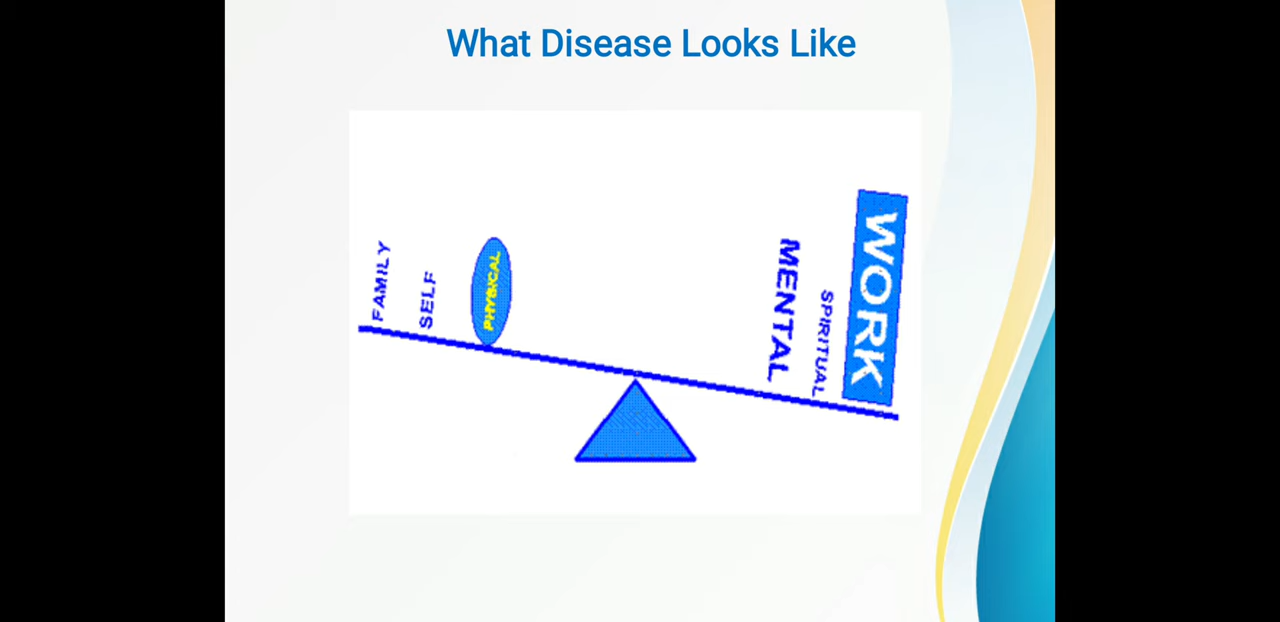 What Disease Looks Like
FAMILY
SELF
PHYSICAL
MENTAL
SPIRITUAL
WORK